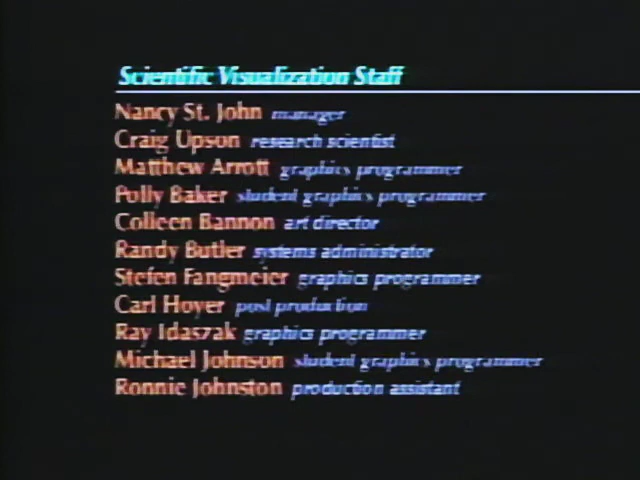 Scientific Visualization Staff
Nancy St. John manager
Craig Upson research scientist
Matthew Arrott graphics programmer
Polly Baker student graphics programmer
Colleen Bannon art director
Randy Butler systems administrator
Stefen Fangmeier graphics programmer
Carl Hoyer post production
Ray Idaszak graphics programmer
Michael Johnson student graphics programmer
Ronnie Johnston production assistant